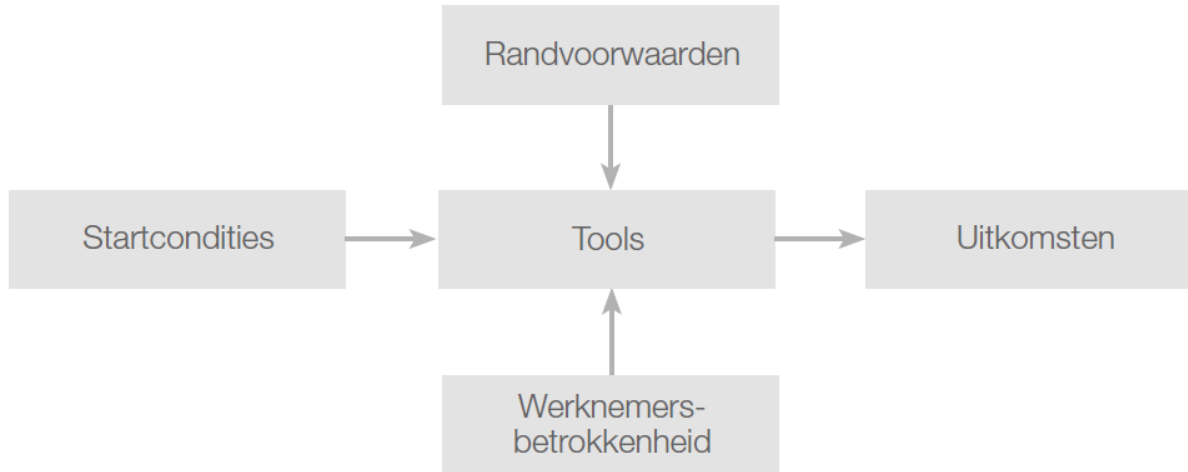 Randvoorwaarden
Startcondities
Tools
Uitkomsten
Werknemers-
betrokkenheid